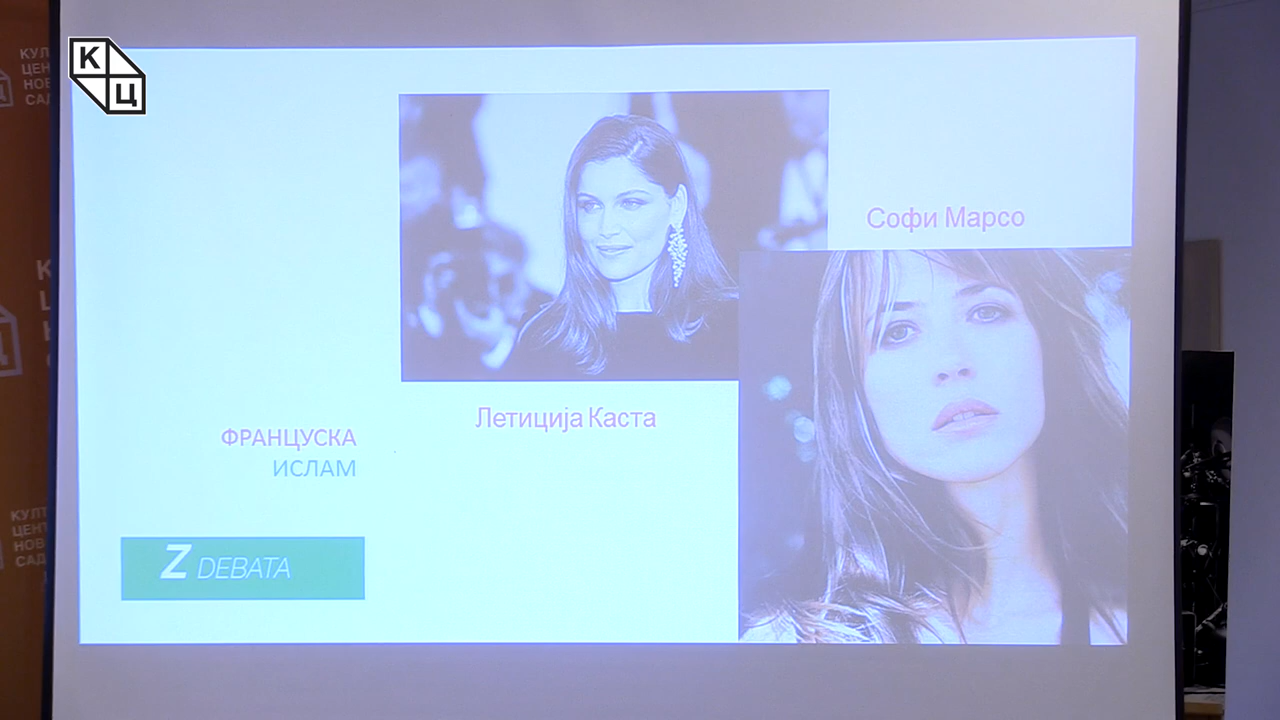 К
Ц
Софи Марсо
Летиција Каста
ФРАНЦУСКА
ИСЛАМ
Z DEBATA